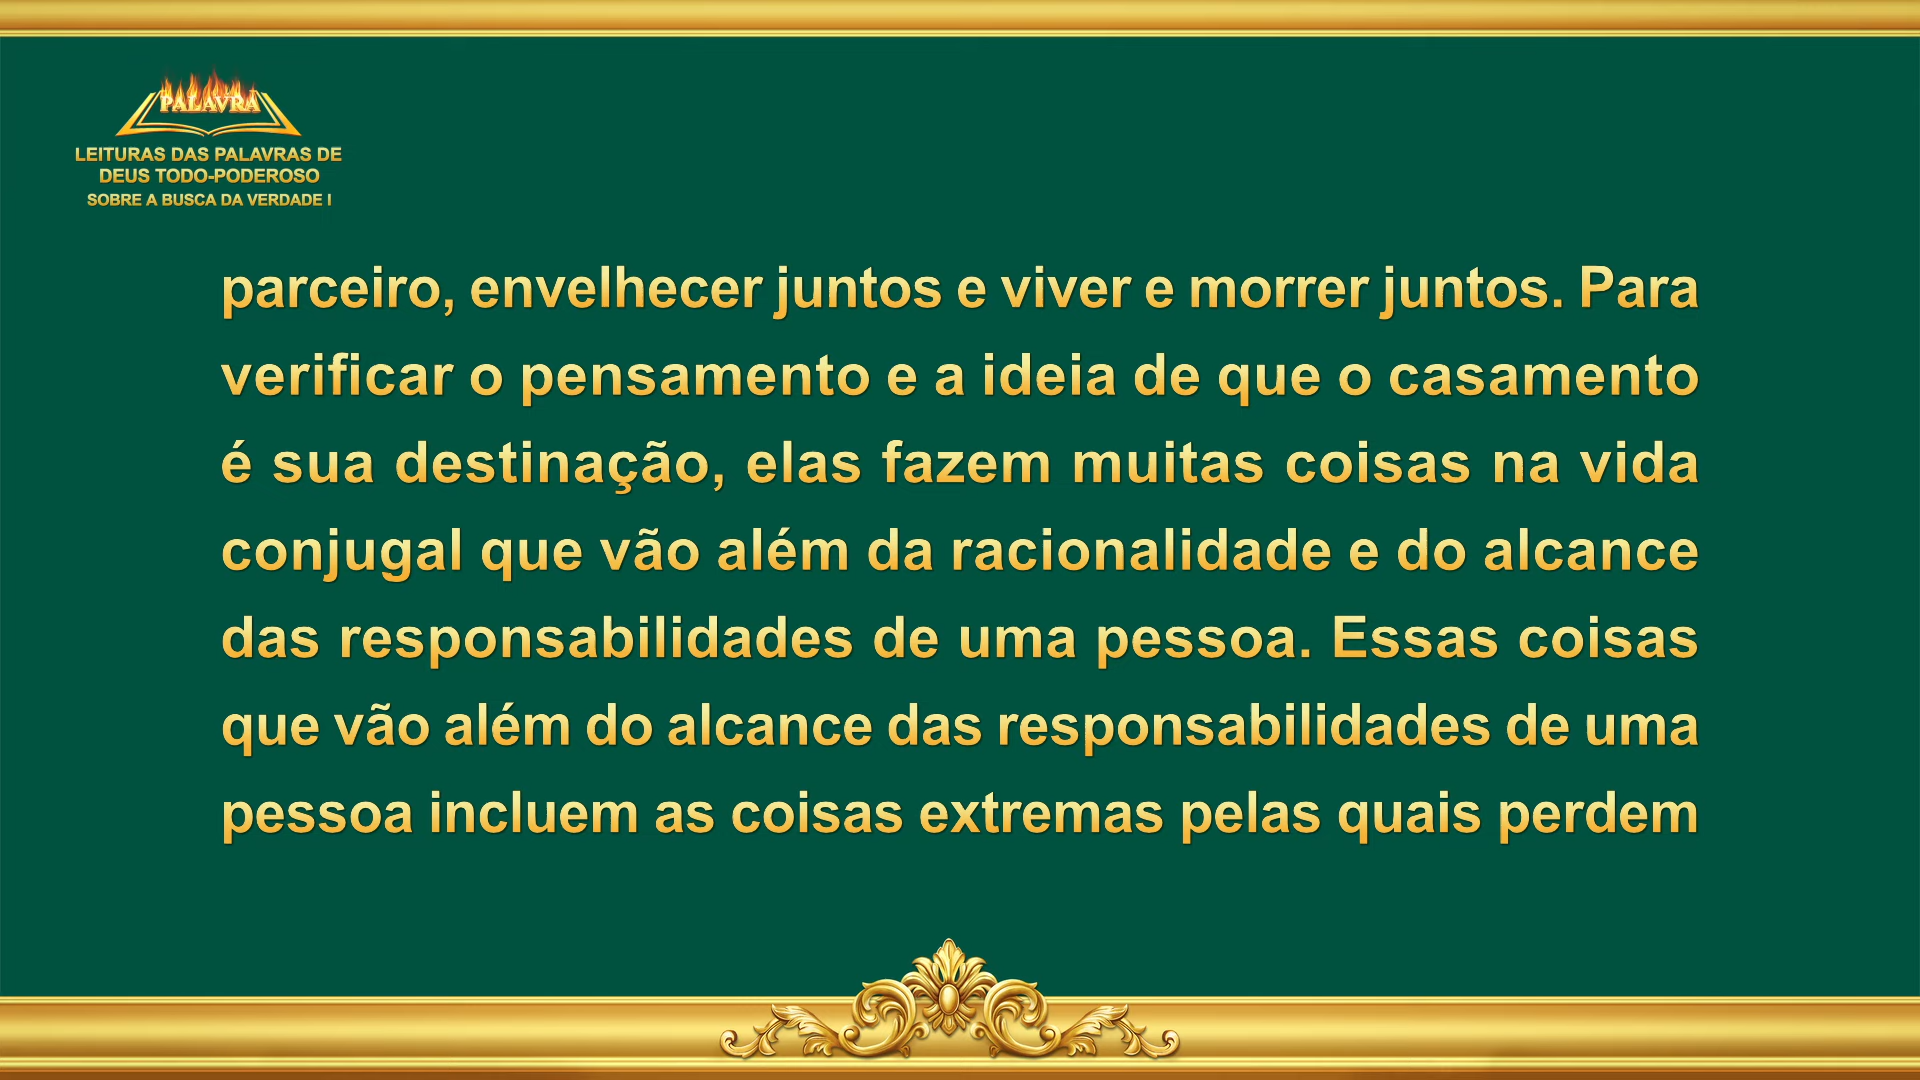 PALAVRA
LEITURAS DAS PALAVRAS DE
DEUS TODO-PODEROSO
SOBRE A BUSCA DA VERDADE I
parceiro, envelhecer juntos e viver e morrer juntos. Para
verificar o pensamento e a ideia de que o casamento
é sua destinação, elas fazem muitas coisas na vida
conjugal que vão além da racionalidade e do alcance
das responsabilidades de uma pessoa. Essas coisas
que vão além do alcance das responsabilidades de uma
pessoa incluem as coisas extremas pelas quais perdem